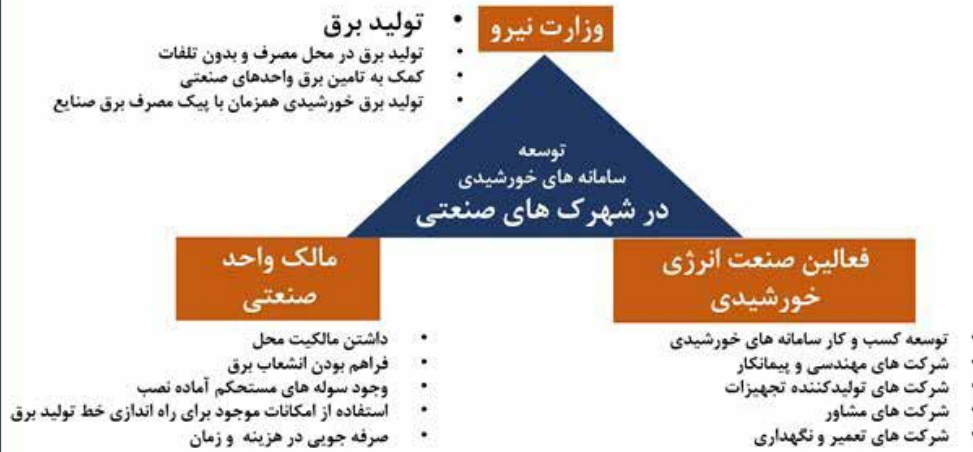 وزارت نیرو
• تولید برق
• تولید برق در محل مصرف و بدون تلفات
• کمک به تامین برق واحدهای صنعتی
• تولید برق خورشیدی همزمان با پیک مصرف برق صنایع
توسعه
سامانه های خورشیدی
در شهرک های صنعتی
فعالین صنعت انرژی
خورشیدی
• توسعه کسب و کار سامانه های خورشیدی
• شرکت های مهندسی و پیمانکار
• شرکت های تولیدکننده تجهیزات
• شرکت های مشاور
• شرکت های تعمیر و نگهداری
مالک واحد
صنعتی
• داشتن مالکیت محل
• فراهم بودن انشعاب برق
• وجود سوله های مستحکم آماده نصب
• استفاده از امکانات موجود برای راه اندازی خط تولید برق
• صرفه جویی در هزینه و زمان